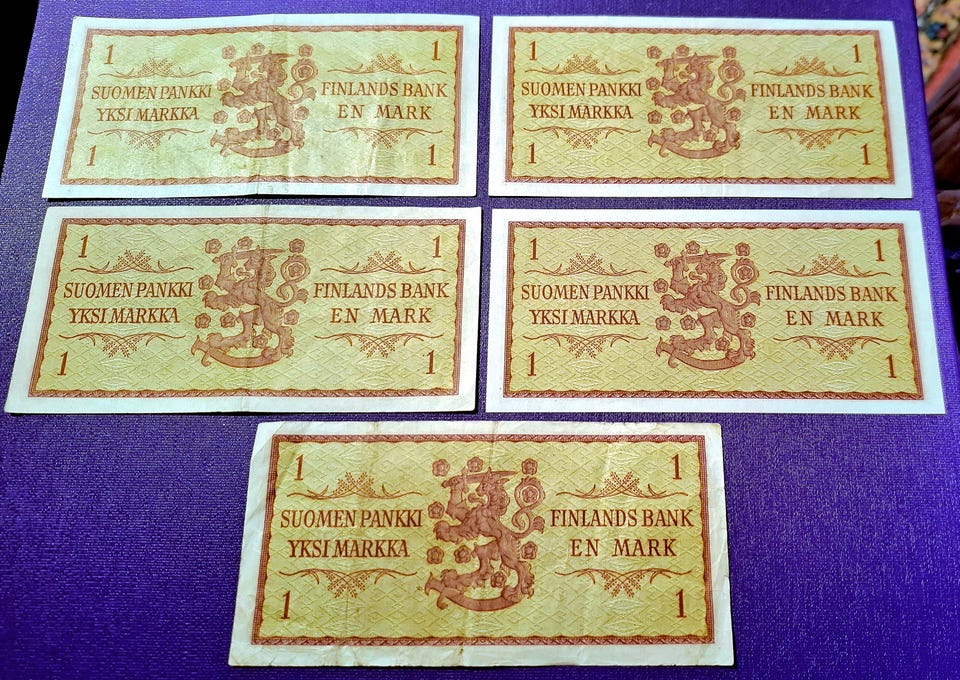 1 1
SUOMEN PANKKI FINLANDS BANK
YKSI MARKKA EN MARK
1 1
1 1
SUOMEN PANKKI FINLANDS BANK
YKSI MARKKA EN MARK
1 1
1 1
SUOMEN PANKKI FINLANDS BANK
YKSI MARKKA EN MARK
1 1
1 1
SUOMEN PANKKI FINLANDS BANK
YKSI MARKKA EN MARK
1 1
1 1
SUOMEN PANKKI FINLANDS BANK
YKSI MARKKA EN MARK
1 1